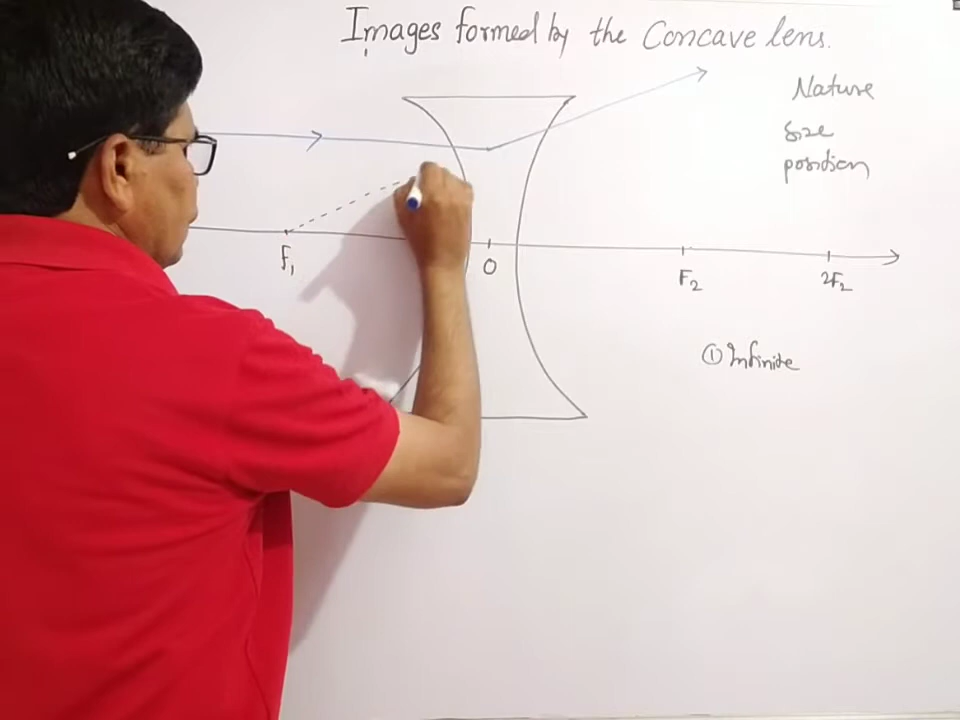 Images formed by the Concave lens.
Nature
size
position
F₁
O
F₂
2F₂
① Infinite